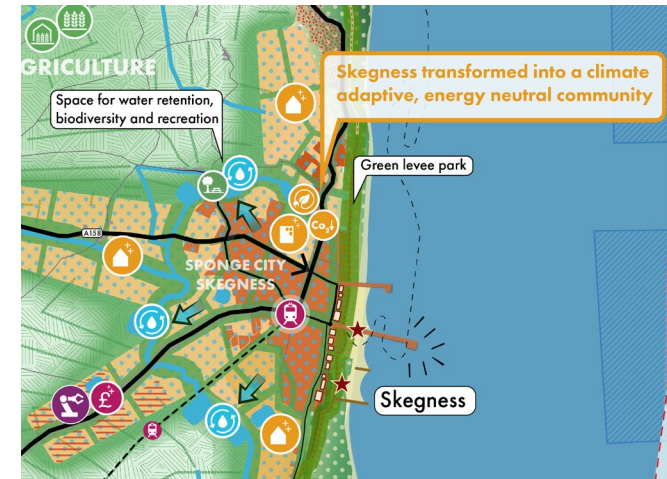 GRICULTURE
Skegness transformed into a climate
adaptive, energy neutral community
Space for water retention,
biodiversity and recreation
Green levee park
Co₂↓
A158
SPONGE CITY
SKEGNESS
£
Skegness